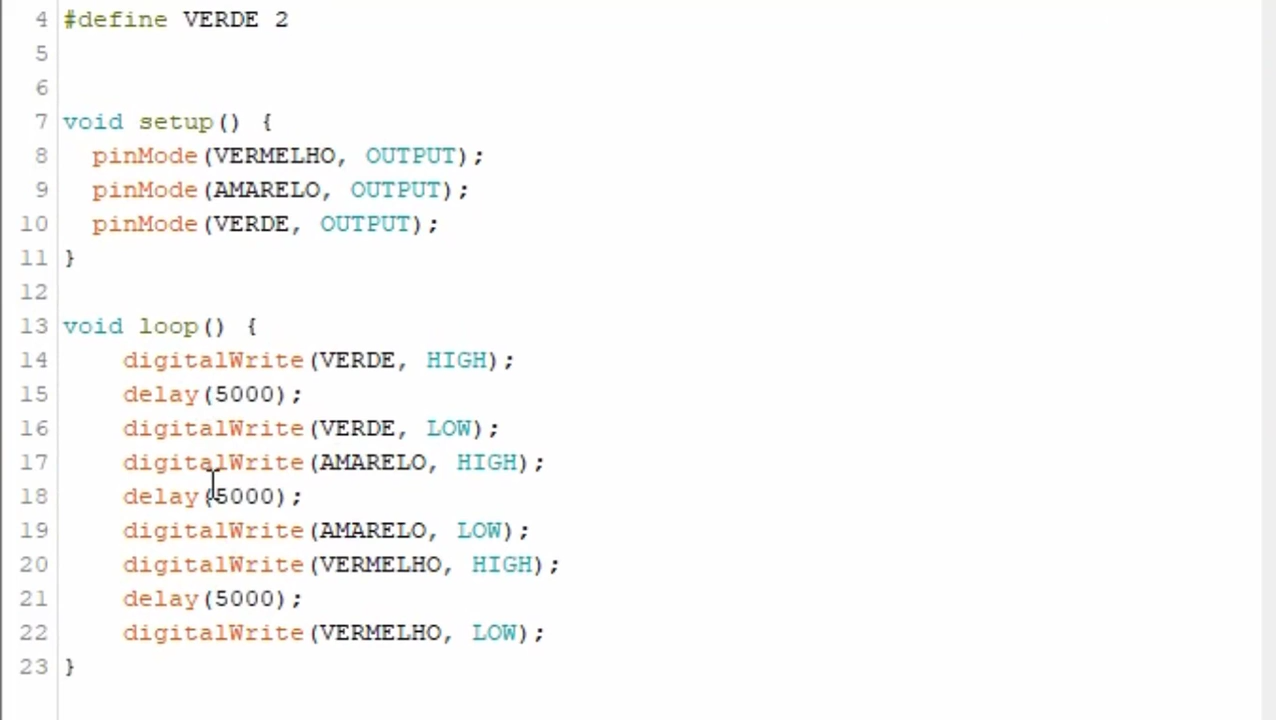 4 #define VERDE 2
5
6
7 void setup() {
8 pinMode(VERMELHO, OUTPUT);
9 pinMode(AMARELO, OUTPUT);
10 pinMode(VERDE, OUTPUT);
11 }
12
13 void loop() {
14 digitalWrite(VERDE, HIGH);
15 delay(5000);
16 digitalWrite(VERDE, LOW);
17 digitalWrite(AMARELO, HIGH);
18 delay(5000);
19 digitalWrite(AMARELO, LOW);
20 digitalWrite(VERMELHO, HIGH);
21 delay(5000);
22 digitalWrite(VERMELHO, LOW);
23 }